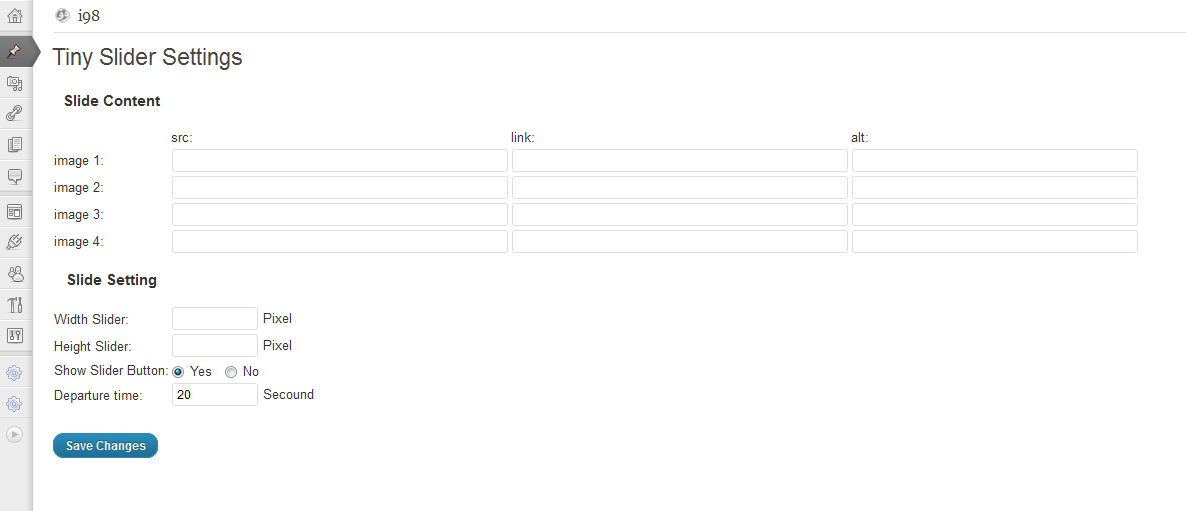 i98
Tiny Slider Settings
Slide Content
src: link: alt:
image 1:
image 2:
image 3:
image 4:
Slide Setting
Width Slider: Pixel
Height Slider: Pixel
Show Slider Button: Yes No
Departure time: 20 Secound
Save Changes